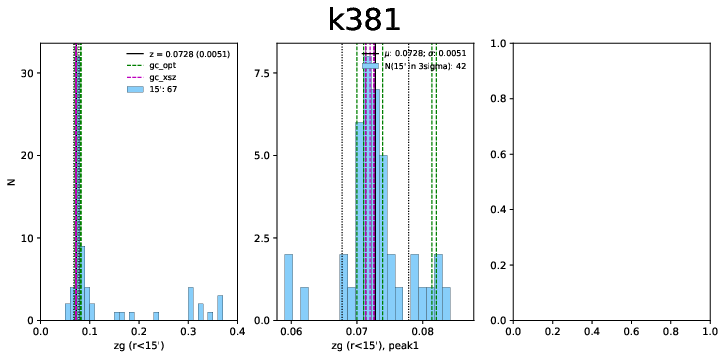 k381
z = 0.0728 (0.0051)
gc_opt
gc_xsz
15': 67
N
30
20
10
0
0.0 0.1 0.2 0.3 0.4
zg (r<15')
μ: 0.0728; σ: 0.0051
N(15' in 3sigma): 42
7.5
5.0
2.5
0.0
0.06 0.07 0.08
zg (r<15'), peak1
1.0
0.8
0.6
0.4
0.2
0.0
0.0 0.2 0.4 0.6 0.8 1.0